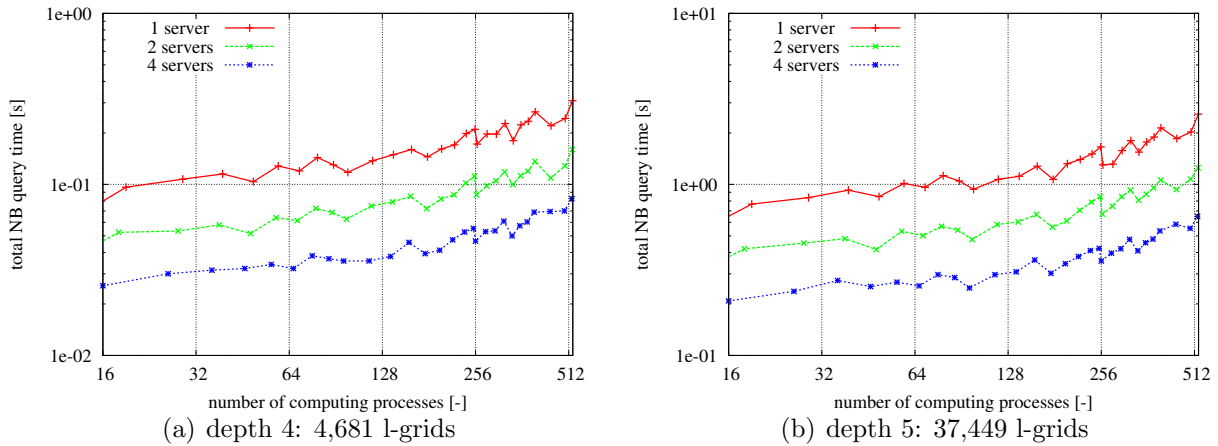 1e+00
1e-01
1e-02
total NB query time [s]
1 server
2 servers
4 servers
16 32 64 128 256 512
number of computing processes [-]
(a) depth 4: 4,681 l-grids
1e+01
1e+00
1e-01
total NB query time [s]
1 server
2 servers
4 servers
16 32 64 128 256 512
number of computing processes [-]
(b) depth 5: 37,449 l-grids